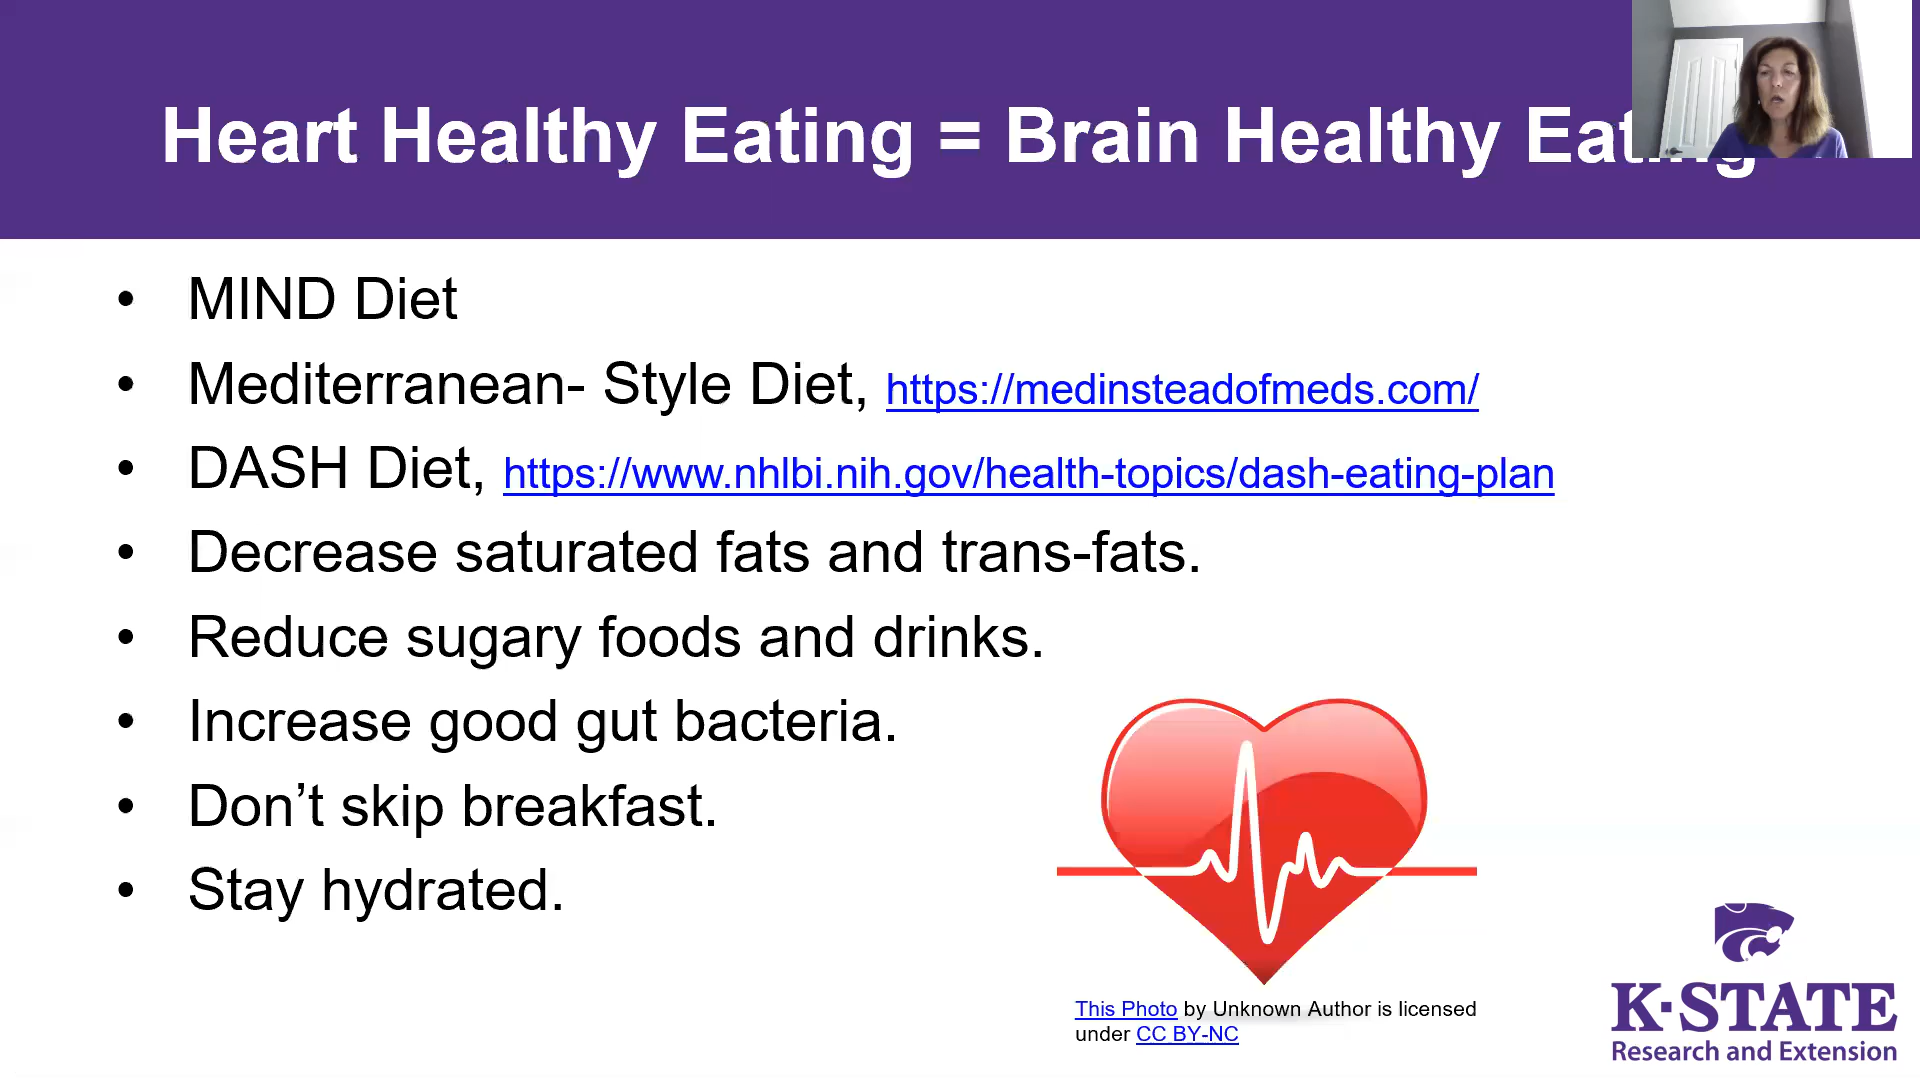 Heart Healthy Eating = Brain Healthy Eating
• MIND Diet
• Mediterranean- Style Diet, https://medinsteadofmeds.com/
• DASH Diet, https://www.nhlbi.nih.gov/health-topics/dash-eating-plan
• Decrease saturated fats and trans-fats.
• Reduce sugary foods and drinks.
• Increase good gut bacteria.
• Don’t skip breakfast.
• Stay hydrated.
This Photo by Unknown Author is licensed
under CC BY-NC
K·STATE
Research and Extension